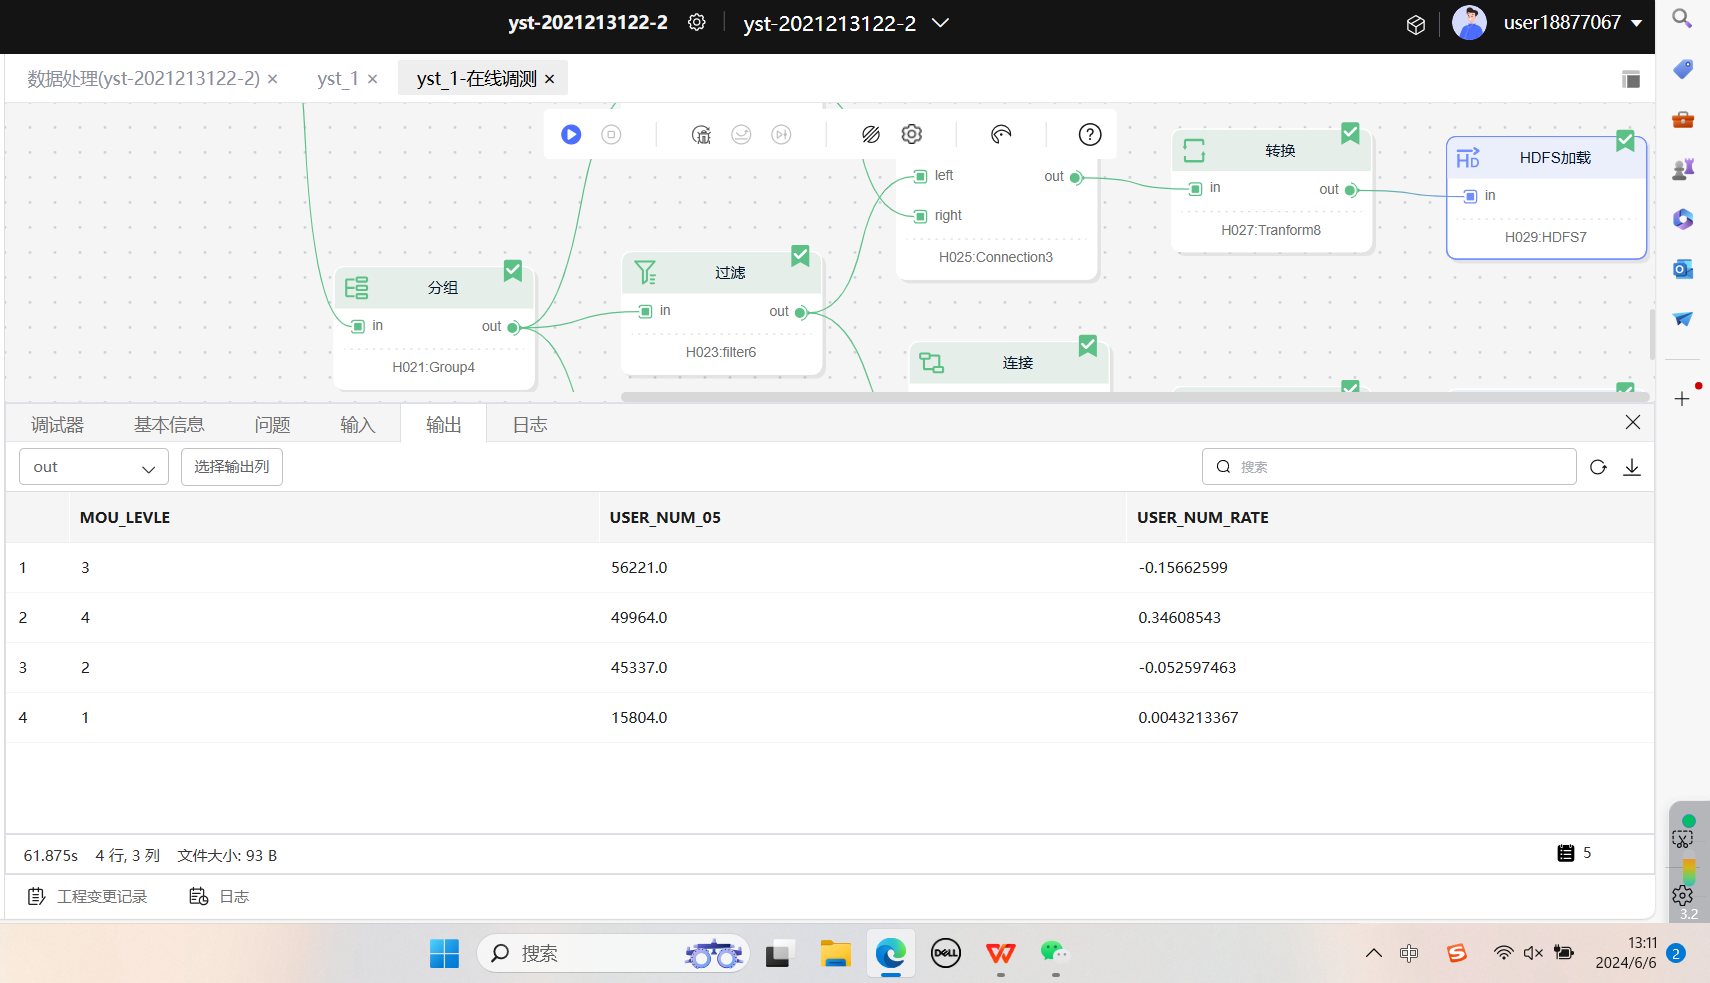 yst-2021213122-2
yst-2021213122-2
user18877067
数据处理(yst-2021213122-2) ×
yst_1 ×
yst_1-在线调测 ×
left
out
right
H025:Connection3
转换
in
out
H027:Tranform8
HD
HDFS加载
in
H029:HDFS7
分组
in
out
H021:Group4
过滤
in
out
H023:filter6
连接
调试器
基本信息
问题
输入
输出
日志
out
选择输出列
搜索
MOU_LEVLE USER_NUM_05 USER_NUM_RATE
1 3 56221.0 -0.15662599
2 4 49964.0 0.34608543
3 2 45337.0 -0.052597463
4 1 15804.0 0.0043213367
61.875s 4 行, 3 列 文件大小: 93 B
5
工程变更记录
日志
3.2
搜索
DELL
中
13:11
2024/6/6
2